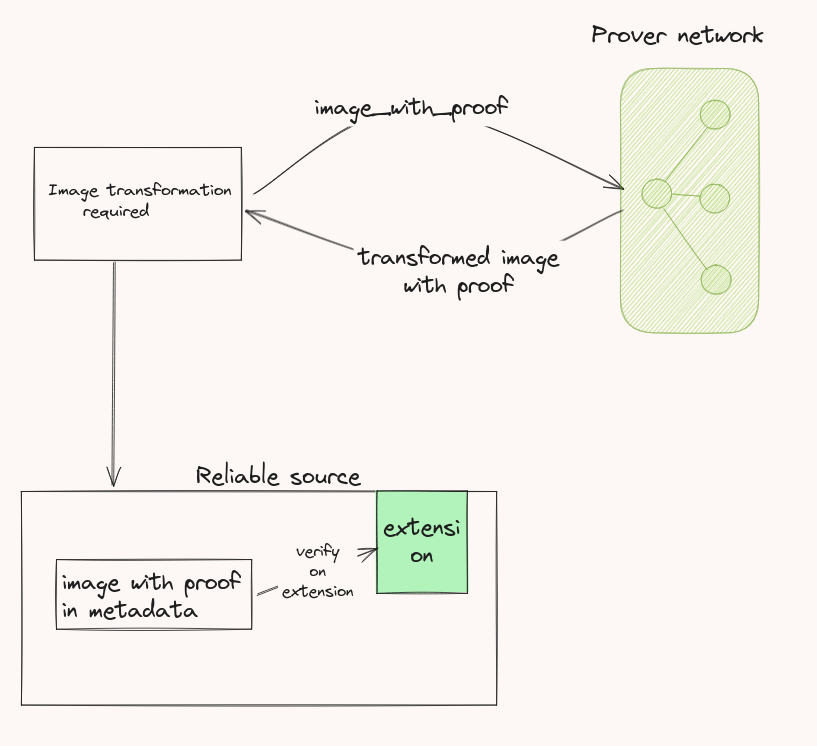 Prover network
image_with_proof
Image transformation
required
transformed image
with proof
Reliable source
extensi
on
verify
on
extension
image with proof
in metadata